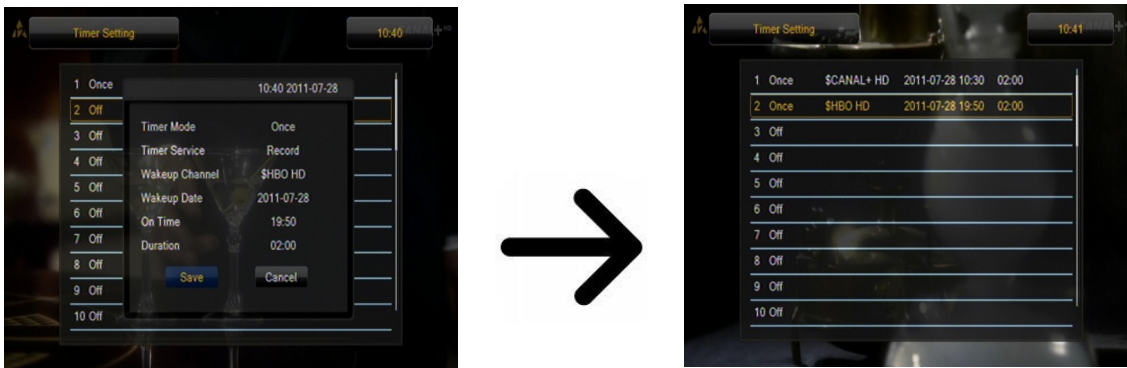 Timer Setting
10:40
1 Once
10:40 2011-07-28
2 Off
Timer Mode Once
3 Off
Timer Service Record
4 Off
Wakeup Channel $HBO HD
5 Off
Wakeup Date 2011-07-28
6 Off
On Time 19:50
7 Off
Duration 02:00
8 Off
Save Cancel
9 Off
10 Off
Timer Setting
10:41
1 Once $CANAL+ HD 2011-07-28 10:30 02:00
2 Once $HBO HD 2011-07-28 19:50 02:00
3 Off
4 Off
5 Off
6 Off
7 Off
8 Off
9 Off
10 Off